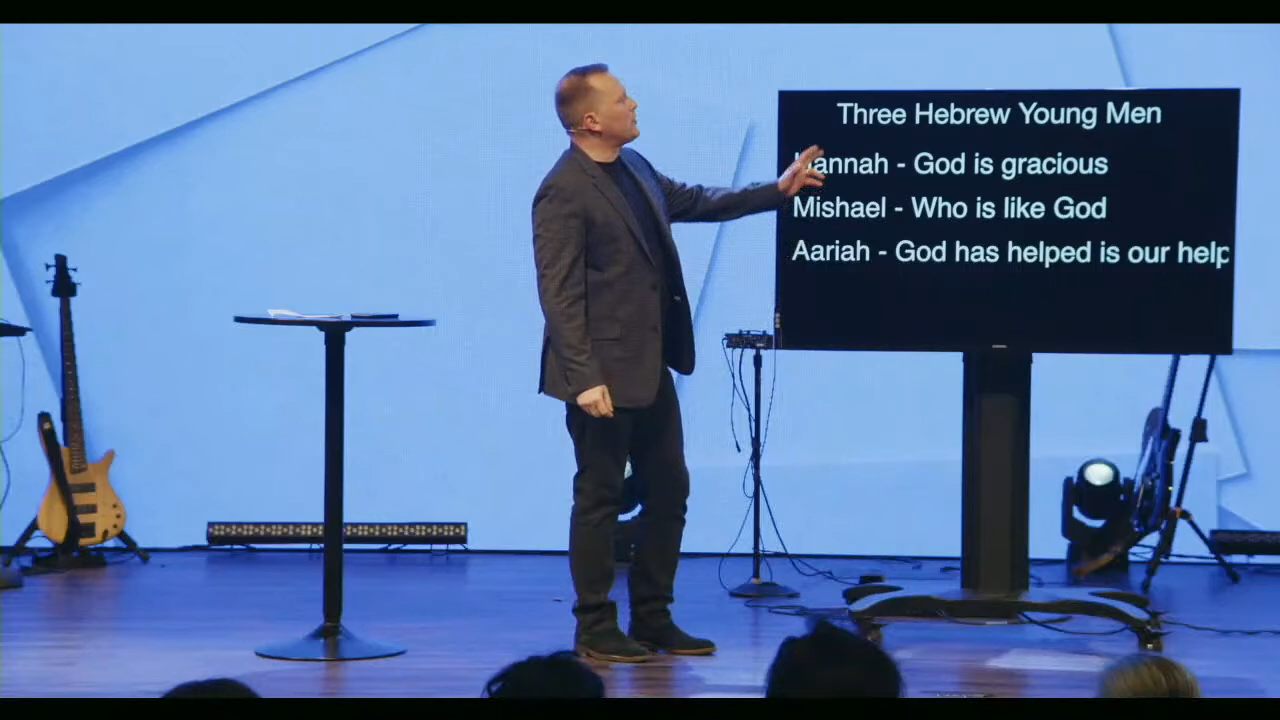 Three Hebrew Young Men
Hannah - God is gracious
Mishael - Who is like God
Aariah - God has helped is our help